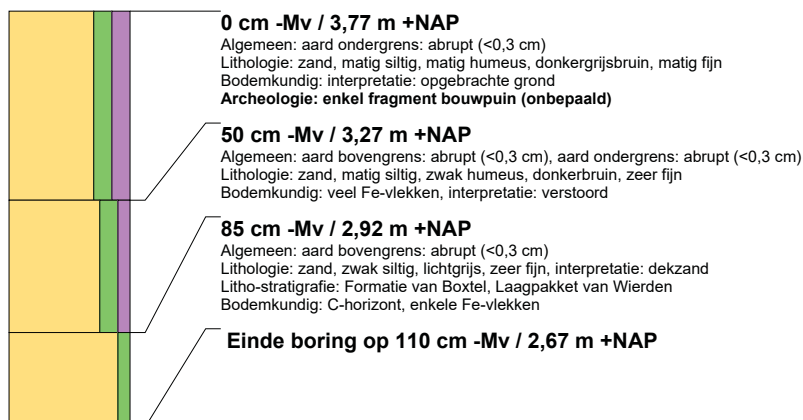 0 cm -Mv / 3,77 m +NAP
Algemeen: aard ondergrens: abrupt (<0,3 cm)
Lithologie: zand, matig siltig, matig humeus, donkergrijsbruin, matig fijn
Bodemkundig: interpretatie: opgebrachte grond
Archeologie: enkel fragment bouwpuin (onbepaald)
50 cm -Mv / 3,27 m +NAP
Algemeen: aard bovengrens: abrupt (<0,3 cm), aard ondergrens: abrupt (<0,3 cm)
Lithologie: zand, matig siltig, zwak humeus, donkerbruin, zeer fijn
Bodemkundig: veel Fe-vlekken, interpretatie: verstoord
85 cm -Mv / 2,92 m +NAP
Algemeen: aard bovengrens: abrupt (<0,3 cm)
Lithologie: zand, zwak siltig, lichtgrijs, zeer fijn, interpretatie: dekzand
Litho-stratigrafie: Formatie van Boxtel, Laagpakket van Wierden
Bodemkundig: C-horizont, enkele Fe-vlekken
Einde boring op 110 cm -Mv / 2,67 m +NAP